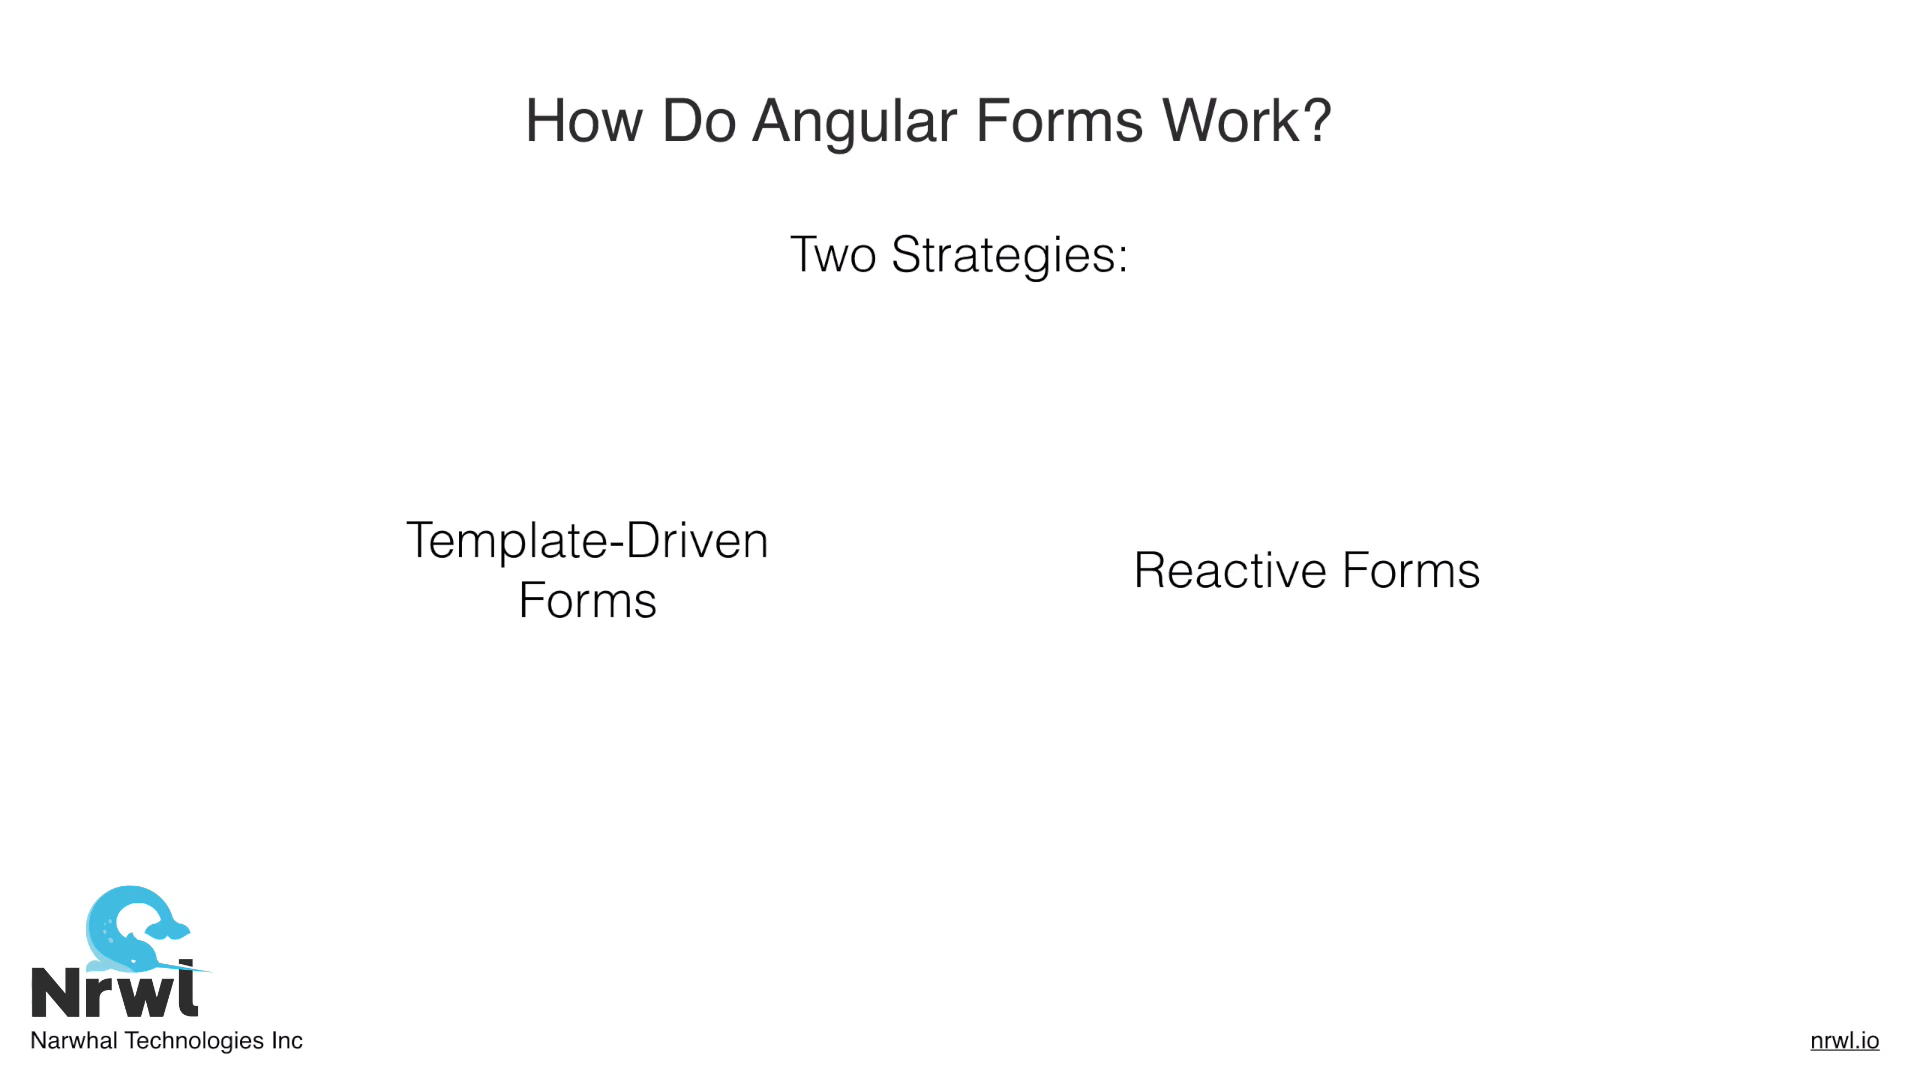 How Do Angular Forms Work?
Two Strategies:
Template-Driven
Forms
Reactive Forms
Nrwl
Narwhal Technologies Inc
nrwl.io